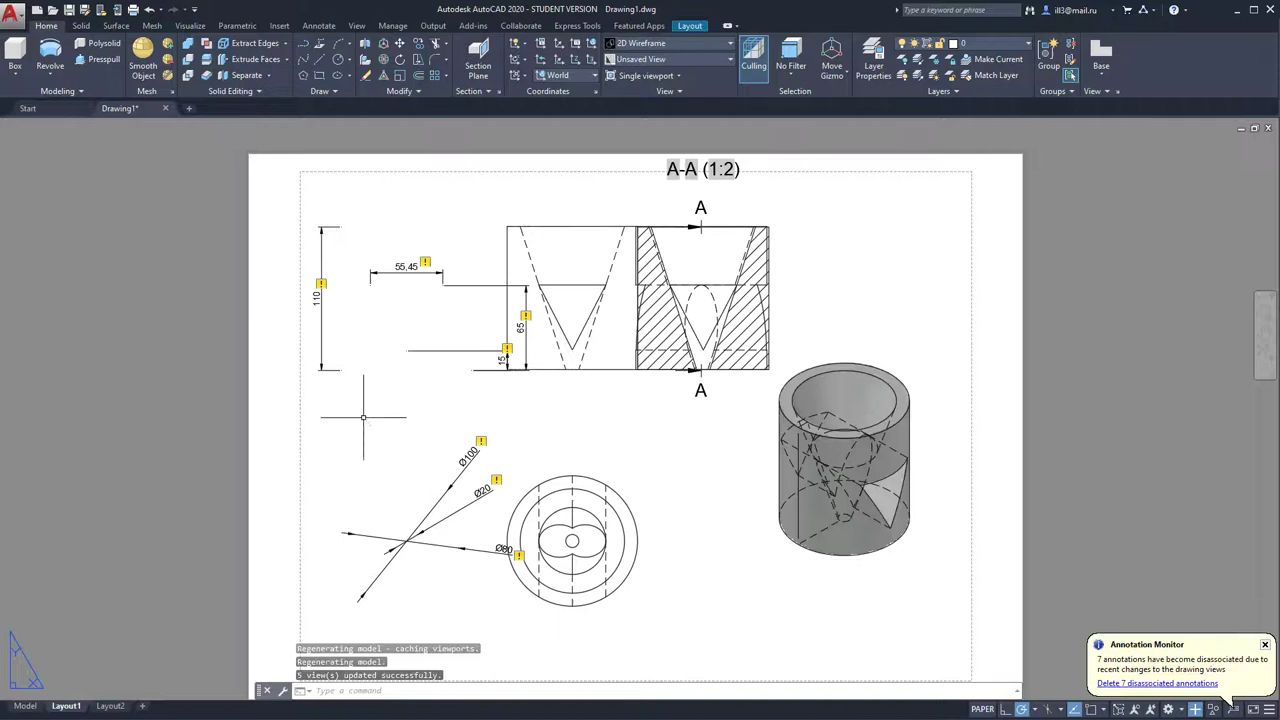 Autodesk AutoCAD 2020 - STUDENT VERSION Drawing1.dwg
Type a keyword or phrase
ill3@mail.ru
Home Solid Surface Mesh Visualize Parametric Insert Annotate View Manage Output Add-ins Collaborate Express Tools Featured Apps Layout
Polysolid Extract Edges 2D Wireframe 0
Presspull Extrude Faces Unsaved View Make Current
Box Revolve Smooth Object Separate Section Plane World Single viewport Culling No Filter Move Gizmo Layer Properties Match Layer Group Base
Modeling Mesh Solid Editing Draw Modify Section Coordinates View Selection Layers Groups View
Start Drawing1*
A-A (1:2)
A
55,45
110
65
15
A
Ø100
Ø20
Ø80
Regenerating model - caching viewports.
Regenerating model.
5 view(s) updated successfully.
Type a command
Annotation Monitor
7 annotations have become disassociated due to
recent changes to the drawing views
Delete 7 disassociated annotations
Y
X
Model Layout1 Layout2 PAPER